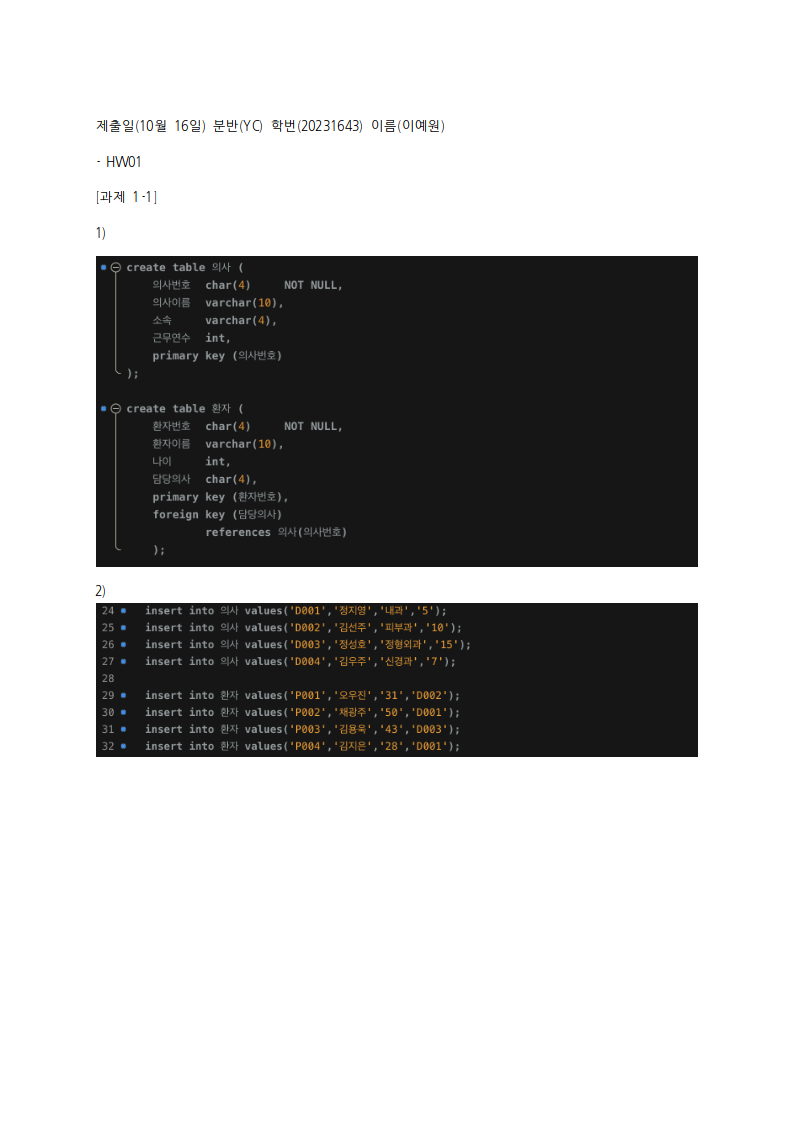 제출일(10월 16일) 분반(YC) 학번(20231643) 이름(이예원)
- HW01
[과제 1-1]
1)
create table 의사 (
의사번호 char(4) NOT NULL,
의사이름 varchar(10),
소속 varchar(4),
근무연수 int,
primary key (의사번호)
);
create table 환자 (
환자번호 char(4) NOT NULL,
환자이름 varchar(10),
나이 int,
담당의사 char(4),
primary key (환자번호),
foreign key (담당의사)
references 의사(의사번호)
);
2)
24 insert into 의사 values('D001','정지영','내과','5');
25 insert into 의사 values('D002','김선주','피부과','10');
26 insert into 의사 values('D003','정성호','정형외과','15');
27 insert into 의사 values('D004','김우주','신경과','7');
28
29 insert into 환자 values('P001','오우진','31','D002');
30 insert into 환자 values('P002','채광주','50','D001');
31 insert into 환자 values('P003','김용욱','43','D003');
32 insert into 환자 values('P004','김지은','28','D001');